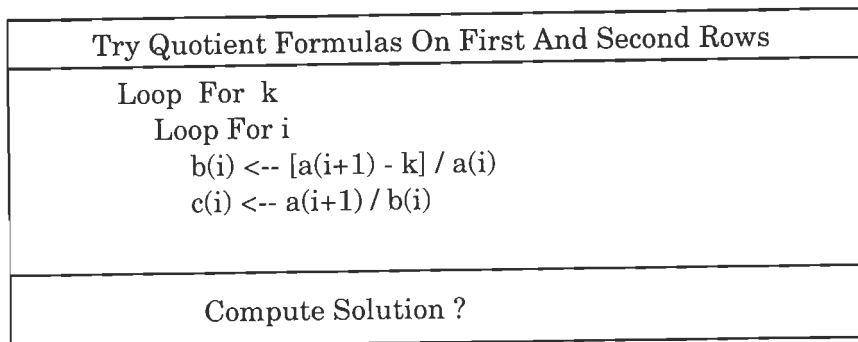 Try Quotient Formulas On First And Second Rows
Loop For k
Loop For i
b(i) <-- [a(i+1) - k] / a(i)
c(i) <-- a(i+1) / b(i)
Compute Solution ?